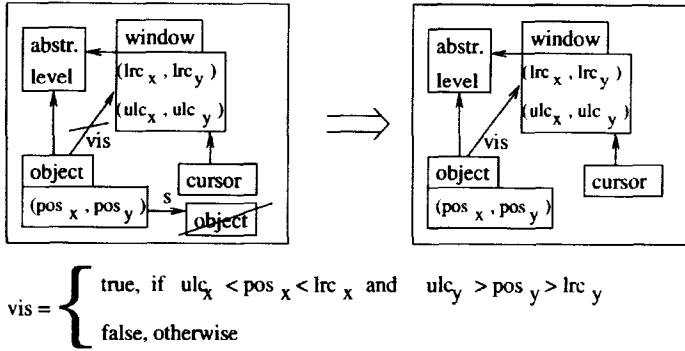 abstr.
level
window
(lrc x , lrc y )
(ulc x , ulc y )
vis
object
(pos x , pos y )
s
object
cursor
abstr.
level
window
(lrc x , lrc y )
(ulc x , ulc y )
vis
object
(pos x , pos y )
cursor
vis = { true, if ulc x < pos x < lrc x and ulc y > pos y > lrc y
false, otherwise